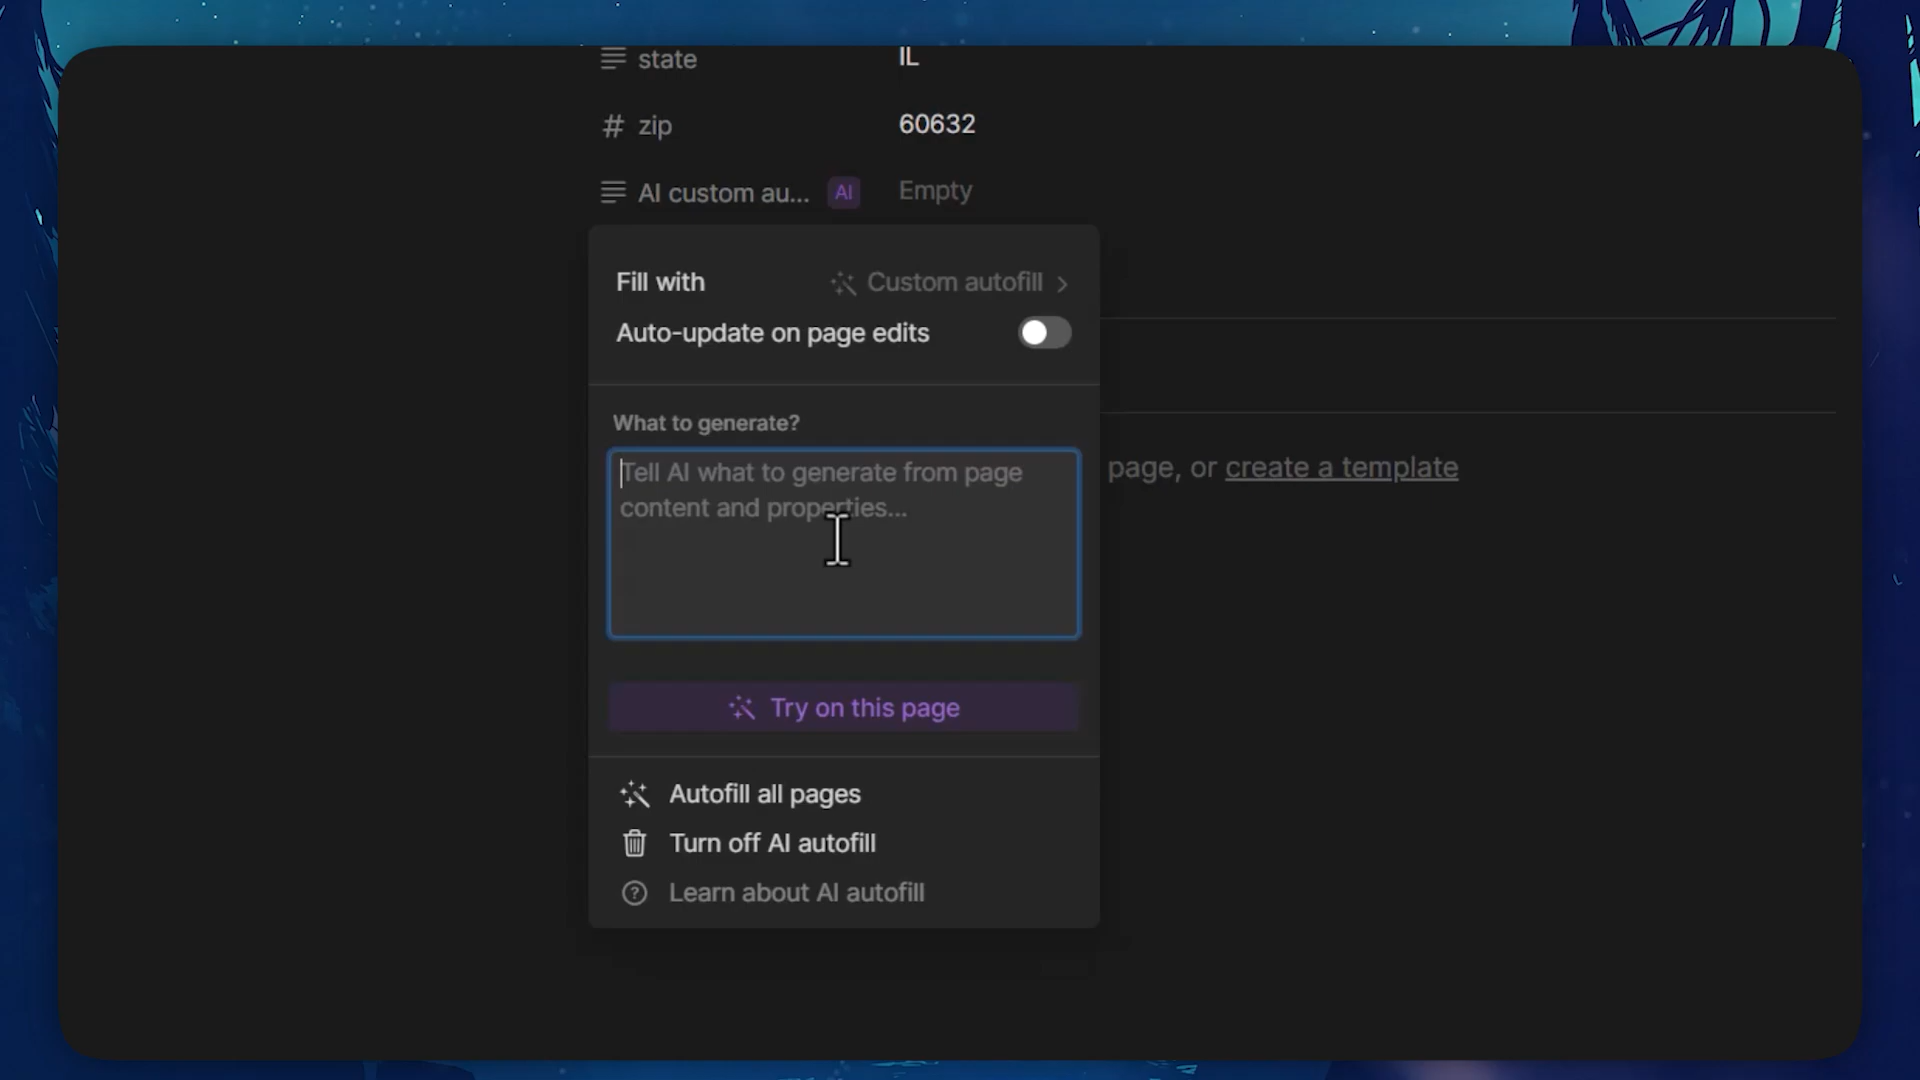 state IL
# zip 60632
AI custom au... AI Empty
Fill with Custom autofill
Auto-update on page edits
What to generate?
Tell AI what to generate from page
content and properties...
page, or create a template
Try on this page
Autofill all pages
Turn off AI autofill
Learn about AI autofill